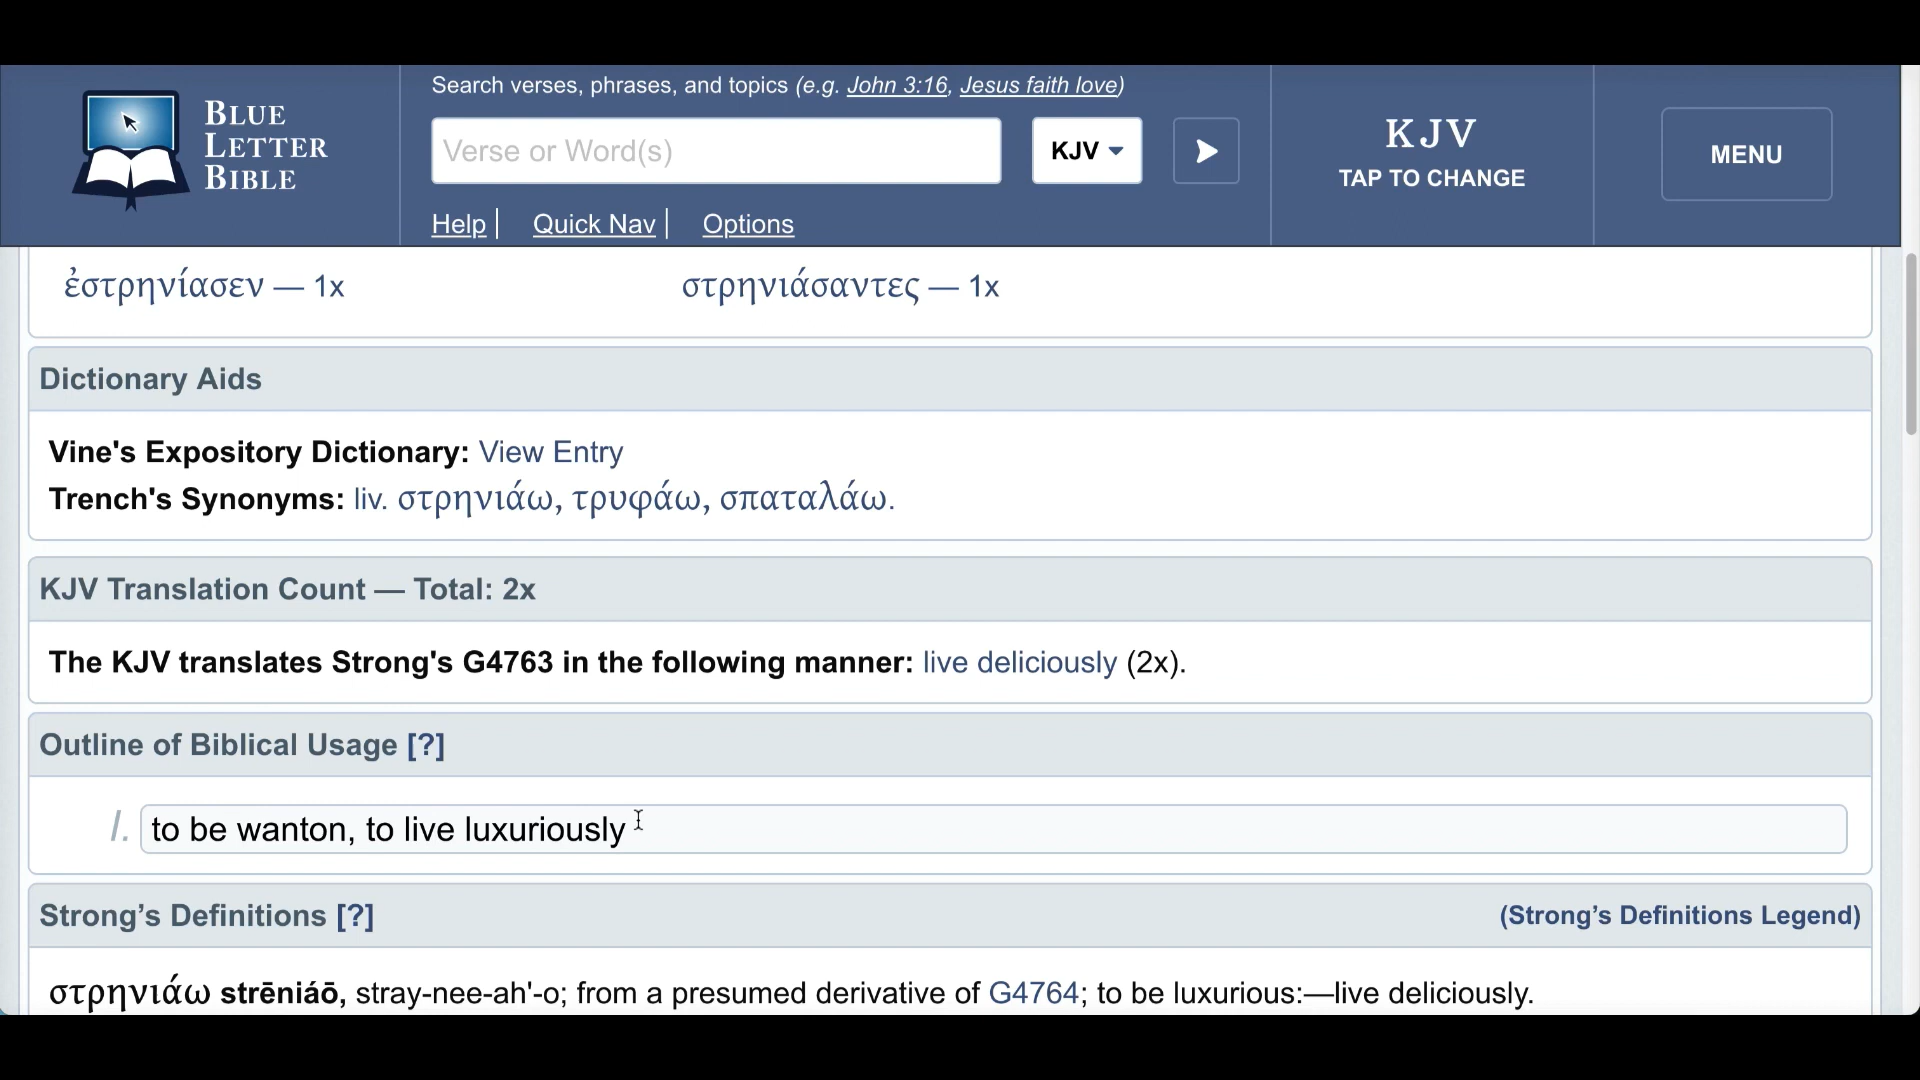 BLUE
LETTER
BIBLE
Search verses, phrases, and topics (e.g. John 3:16, Jesus faith love)
Verse or Word(s)
KJV
Help | Quick Nav | Options
KJV
TAP TO CHANGE
MENU
ἐστρηνίασεν — 1x στρηνιάσαντες — 1x
Dictionary Aids
Vine's Expository Dictionary: View Entry
Trench's Synonyms: liv. στρηνιάω, τρυφάω, σπαταλάω.
KJV Translation Count — Total: 2x
The KJV translates Strong's G4763 in the following manner: live deliciously (2x).
Outline of Biblical Usage [?]
I. to be wanton, to live luxuriously
Strong’s Definitions [?] (Strong’s Definitions Legend)
στρηνιάω strēniáō, stray-nee-ah'-o; from a presumed derivative of G4764; to be luxurious:—live deliciously.